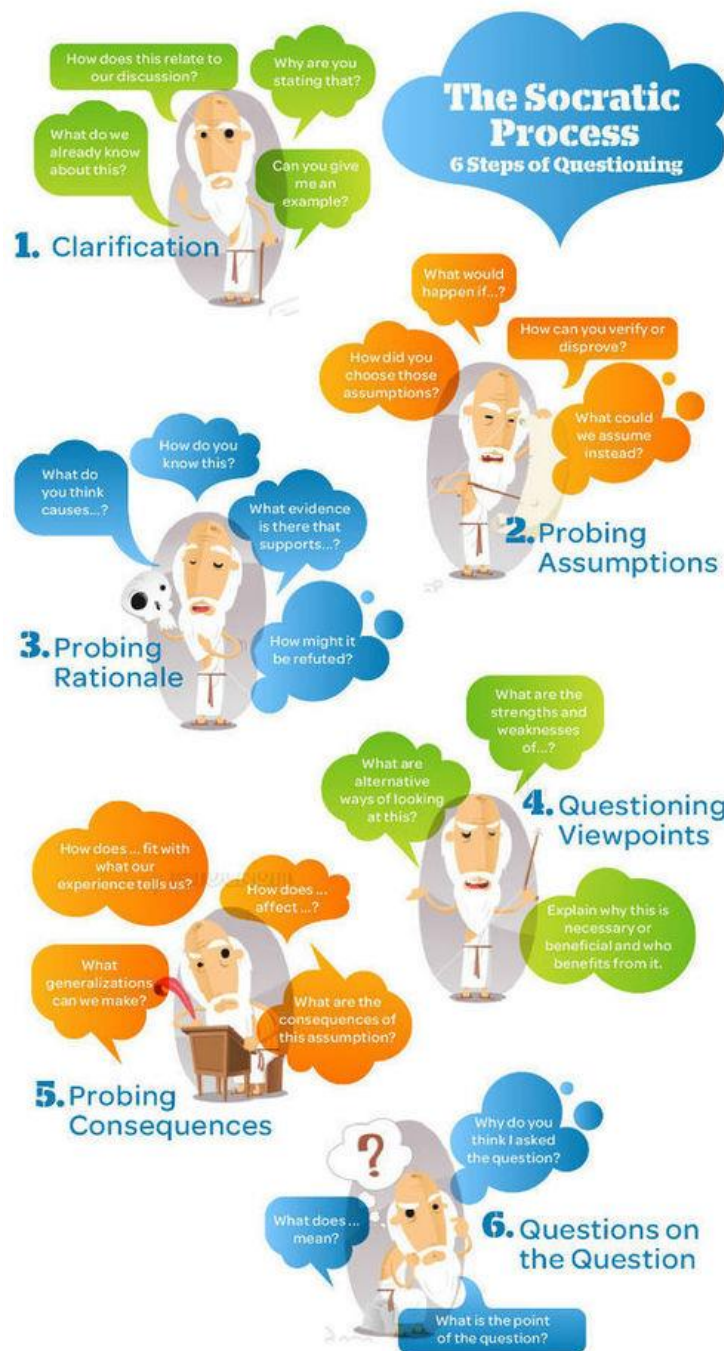 The Socratic
Process
6 Steps of Questioning
How does this relate to
our discussion?
Why are you
stating that?
What do we
already know
about this?
Can you give
me an
example?
1. Clarification
What would
happen if...?
How can you verify or
disprove?
How did you
choose those
assumptions?
What could
we assume
instead?
2. Probing
Assumptions
How do you
know this?
What do
you think
causes...?
What evidence
is there that
supports...?
How might it
be refuted?
3. Probing
Rationale
What are the
strengths and
weaknesses
of...?
What are
alternative
ways of looking
at this?
4. Questioning
Viewpoints
Explain why this is
necessary or
beneficial and who
benefits from it.
How does ... fit with
what our
experience tells us?
How does ...
affect ...?
What
generalizations
can we make?
What are the
consequences of
this assumption?
5. Probing
Consequences
Why do you
think I asked
the question?
?
What does ...
mean?
6. Questions on
the Question
What is the point
of the question?